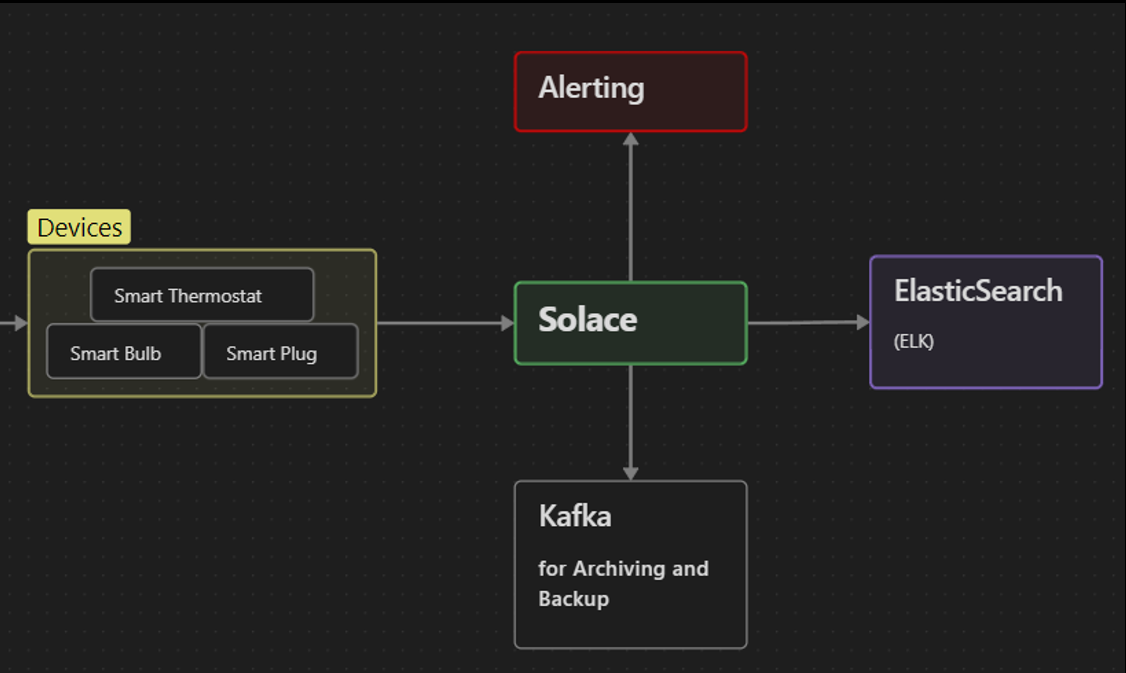 Alerting
Devices
Smart Thermostat
Smart Bulb
Smart Plug
Solace
ElasticSearch
(ELK)
Kafka
for Archiving and
Backup